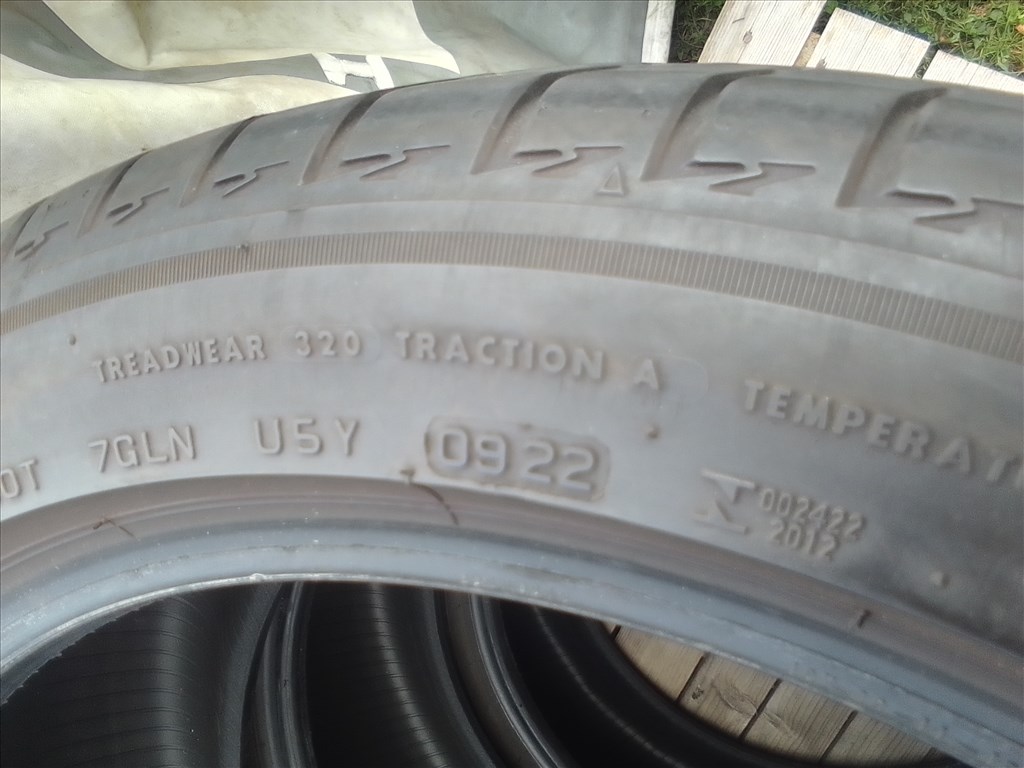 TREADWEAR 320 TRACTION A TEMPERAT
OT 7GLN U5Y 0922
002422
2012